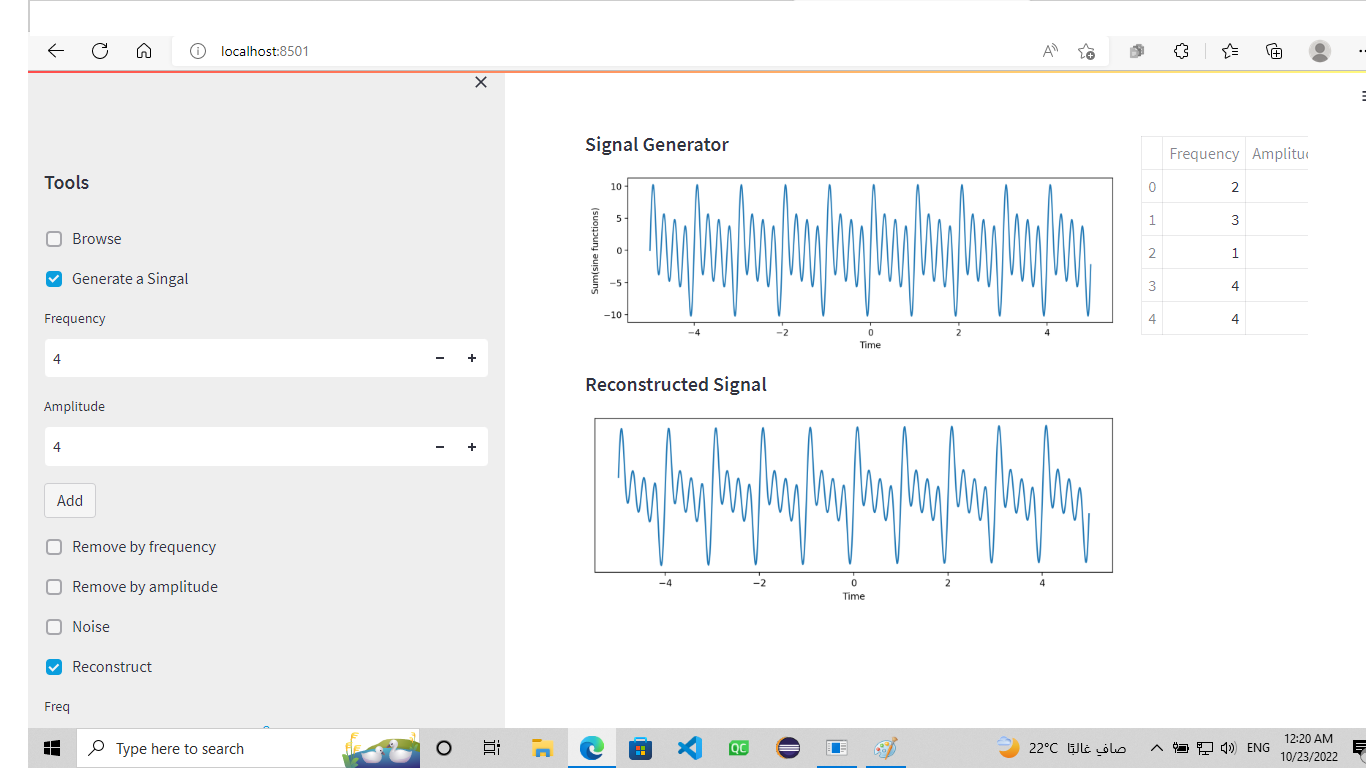 localhost:8501
Tools
Browse
Generate a Singal
Frequency
4
Amplitude
4
Add
Remove by frequency
Remove by amplitude
Noise
Reconstruct
Freq
Signal Generator
Sum(sine functions)
10
5
0
−5
−10
−4 −2 0 2 4
Time
Frequency Amplitu
0 2
1 3
2 1
3 4
4 4
Reconstructed Signal
−4 −2 0 2 4
Time
Type here to search
QC
22°C صافٍ غالبًا
ENG
12:20 AM
10/23/2022